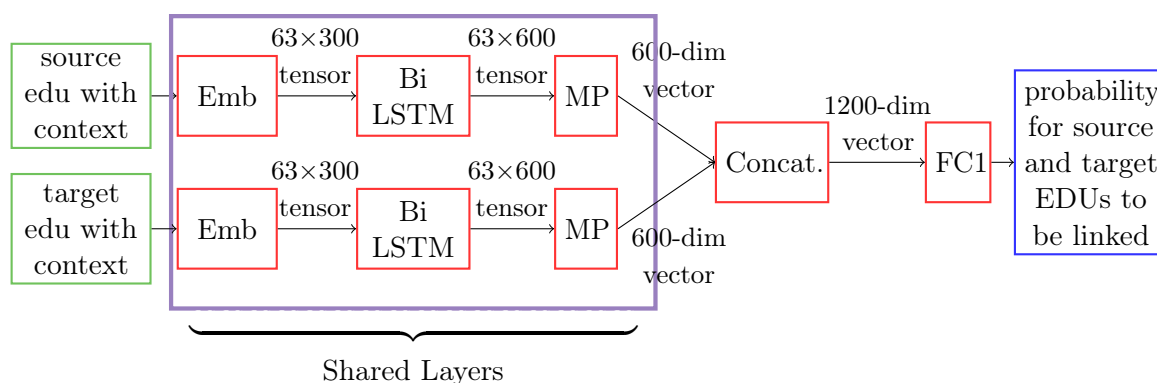 source
edu with
context
63×300
tensor
63×600
tensor
600-dim
vector
Emb
Bi
LSTM
MP
target
edu with
context
63×300
tensor
63×600
tensor
600-dim
vector
Emb
Bi
LSTM
MP
Concat.
1200-dim
vector
FC1
probability
for source
and target
EDUs to
be linked
Shared Layers